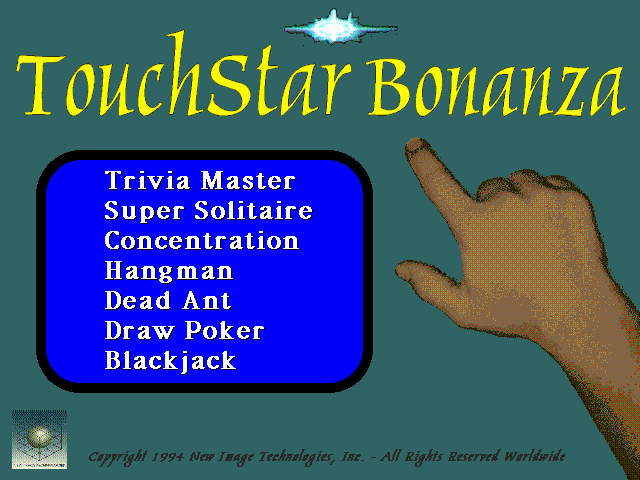 TouchStar Bonanza
Trivia Master
Super Solitaire
Concentration
Hangman
Dead Ant
Draw Poker
Blackjack
Copyright 1994 New Image Technologies, Inc. - All Rights Reserved Worldwide